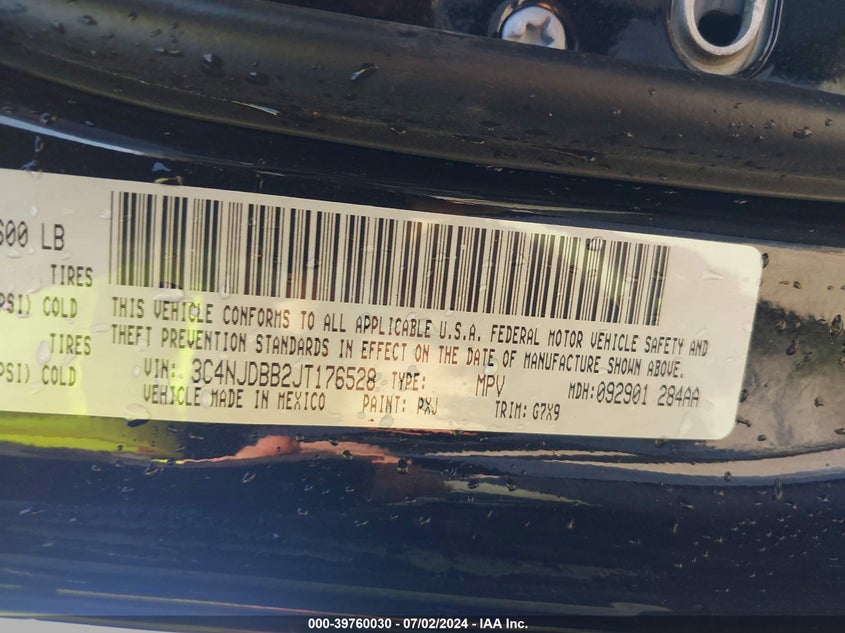 600 LB
TIRES
PSI) COLD
TIRES
PSI) COLD
THIS VEHICLE CONFORMS TO ALL APPLICABLE U.S.A. FEDERAL MOTOR VEHICLE SAFETY AND
THEFT PREVENTION STANDARDS IN EFFECT ON THE DATE OF MANUFACTURE SHOWN ABOVE.
VIN: 3C4NJDBB2JT176528 TYPE: MPV MDH:092901 284AA
VEHICLE MADE IN MEXICO PAINT: PXJ TRIM: G7X9
000-39760030 - 07/02/2024 - IAA Inc.